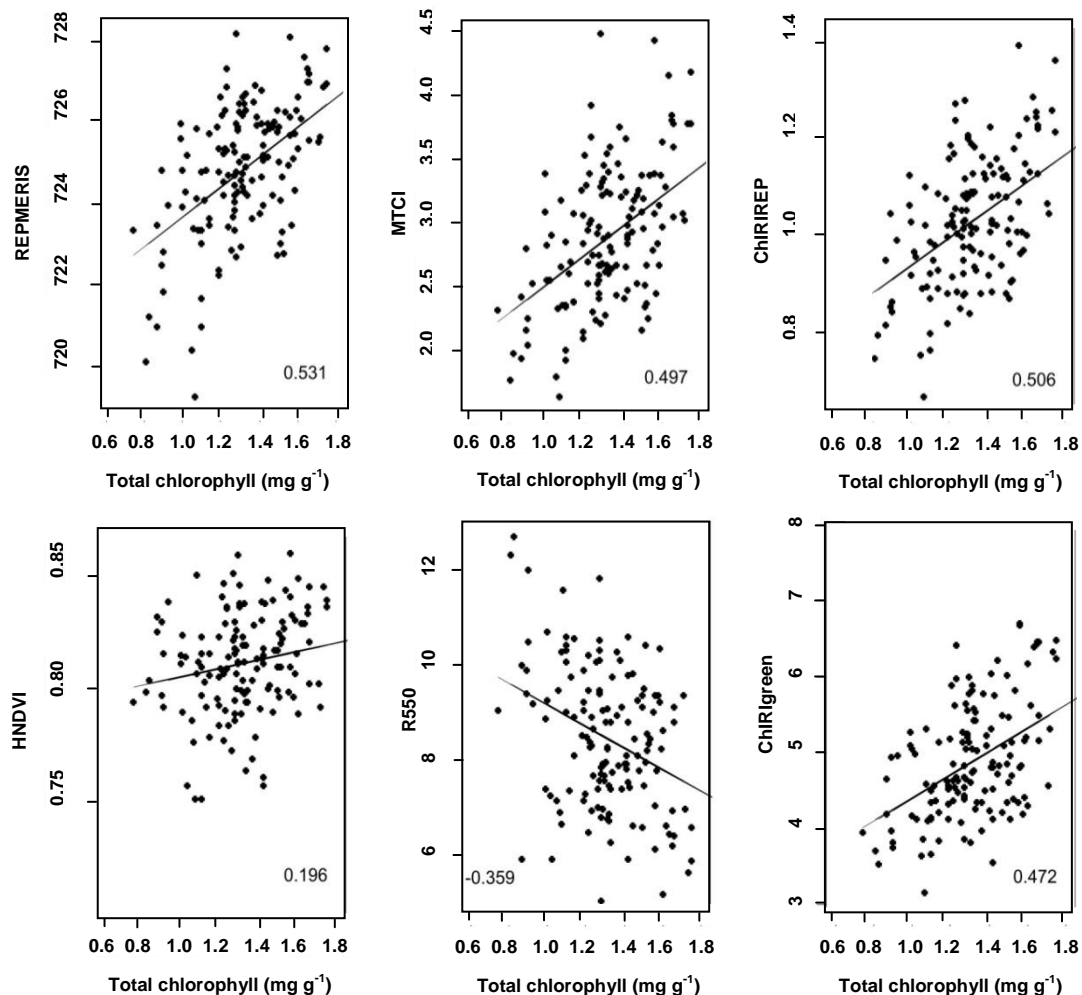 REPMERIS
728
726
724
722
720
0.531
0.6 0.8 1.0 1.2 1.4 1.6 1.8
Total chlorophyll (mg g-1)
MTCI
4.5
4.0
3.5
3.0
2.5
2.0
0.497
0.6 0.8 1.0 1.2 1.4 1.6 1.8
Total chlorophyll (mg g-1)
ChIRIREP
1.4
1.2
1.0
0.8
0.506
0.6 0.8 1.0 1.2 1.4 1.6 1.8
Total chlorophyll (mg g-1)
HNDVI
0.85
0.80
0.75
0.196
0.6 0.8 1.0 1.2 1.4 1.6 1.8
Total chlorophyll (mg g-1)
R550
12
10
8
6
-0.359
0.6 0.8 1.0 1.2 1.4 1.6 1.8
Total chlorophyll (mg g-1)
ChIRIgreen
8
7
6
5
4
3
0.472
0.6 0.8 1.0 1.2 1.4 1.6 1.8
Total chlorophyll (mg g-1)